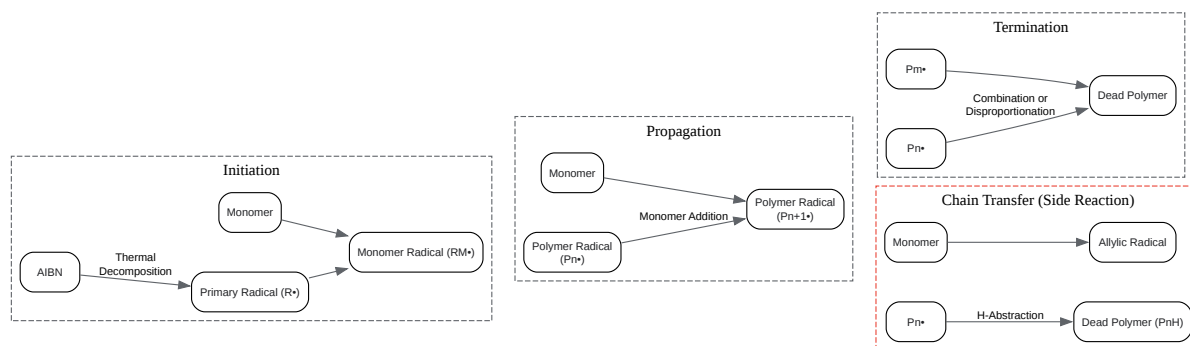 Initiation
Monomer
AIBN
Thermal
Decomposition
Primary Radical (R•)
Monomer Radical (RM•)
Propagation
Monomer
Polymer Radical
(Pn•)
Monomer Addition
Polymer Radical
(Pn+1•)
Termination
Pm•
Pn•
Combination or
Disproportionation
Dead Polymer
Chain Transfer (Side Reaction)
Monomer
Allylic Radical
Pn•
H-Abstraction
Dead Polymer (PnH)